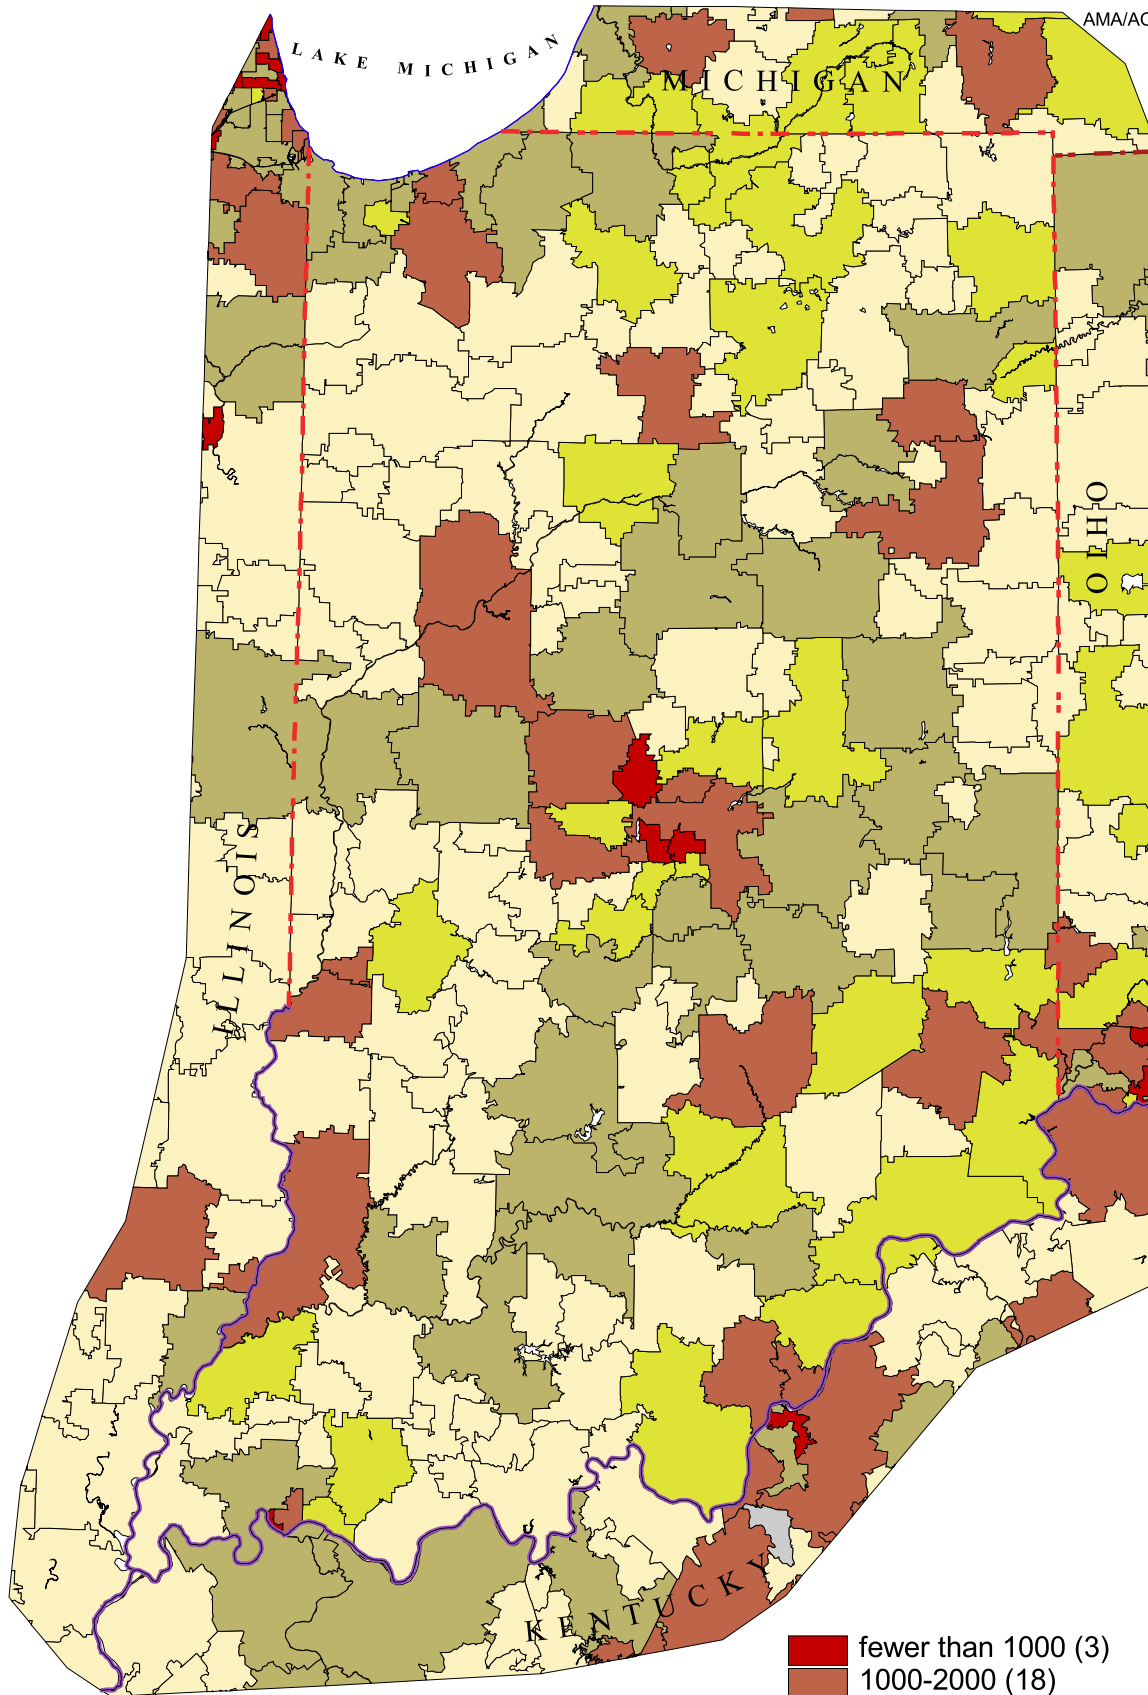 AMA/AC
LAKE MICHIGAN
MICHIGAN
OHIO
ILLINOIS
KENTUCKY
fewer than 1000 (3)
1000-2000 (18)